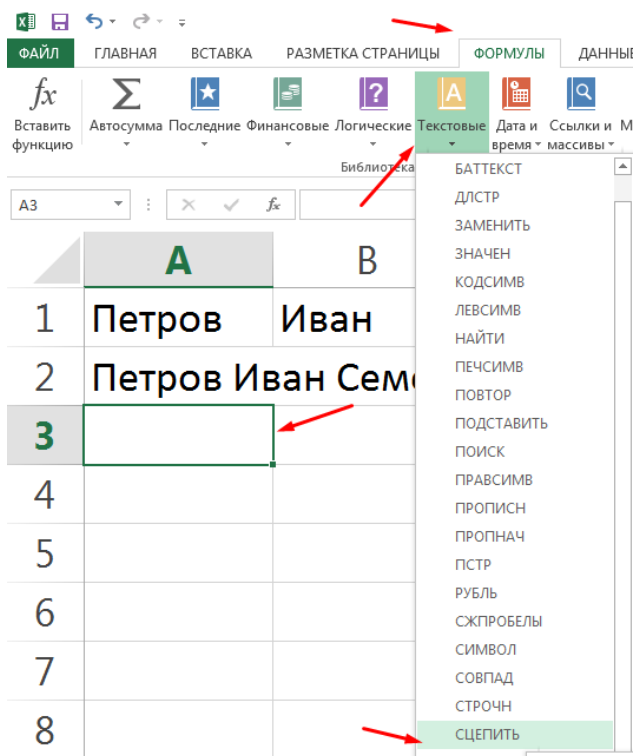 ФАЙЛ ГЛАВНАЯ ВСТАВКА РАЗМЕТКА СТРАНИЦЫ ФОРМУЛЫ ДАННЫЕ
fx Σ ? A
Вставить функцию Автосумма Последние Финансовые Логические Текстовые Дата и время Ссылки и массивы М
Библиотека
A3 fx
A B
1 Петров Иван
2 Петров Иван Сем
3
4
5
6
7
8
БАТТЕКСТ
ДЛСТР
ЗАМЕНИТЬ
ЗНАЧЕН
КОДСИМВ
ЛЕВСИМВ
НАЙТИ
ПЕЧСИМВ
ПОВТОР
ПОДСТАВИТЬ
ПОИСК
ПРАВСИМВ
ПРОПИСН
ПРОПНАЧ
ПСТР
РУБЛЬ
СЖПРОБЕЛЫ
СИМВОЛ
СОВПАД
СТРОЧН
СЦЕПИТЬ